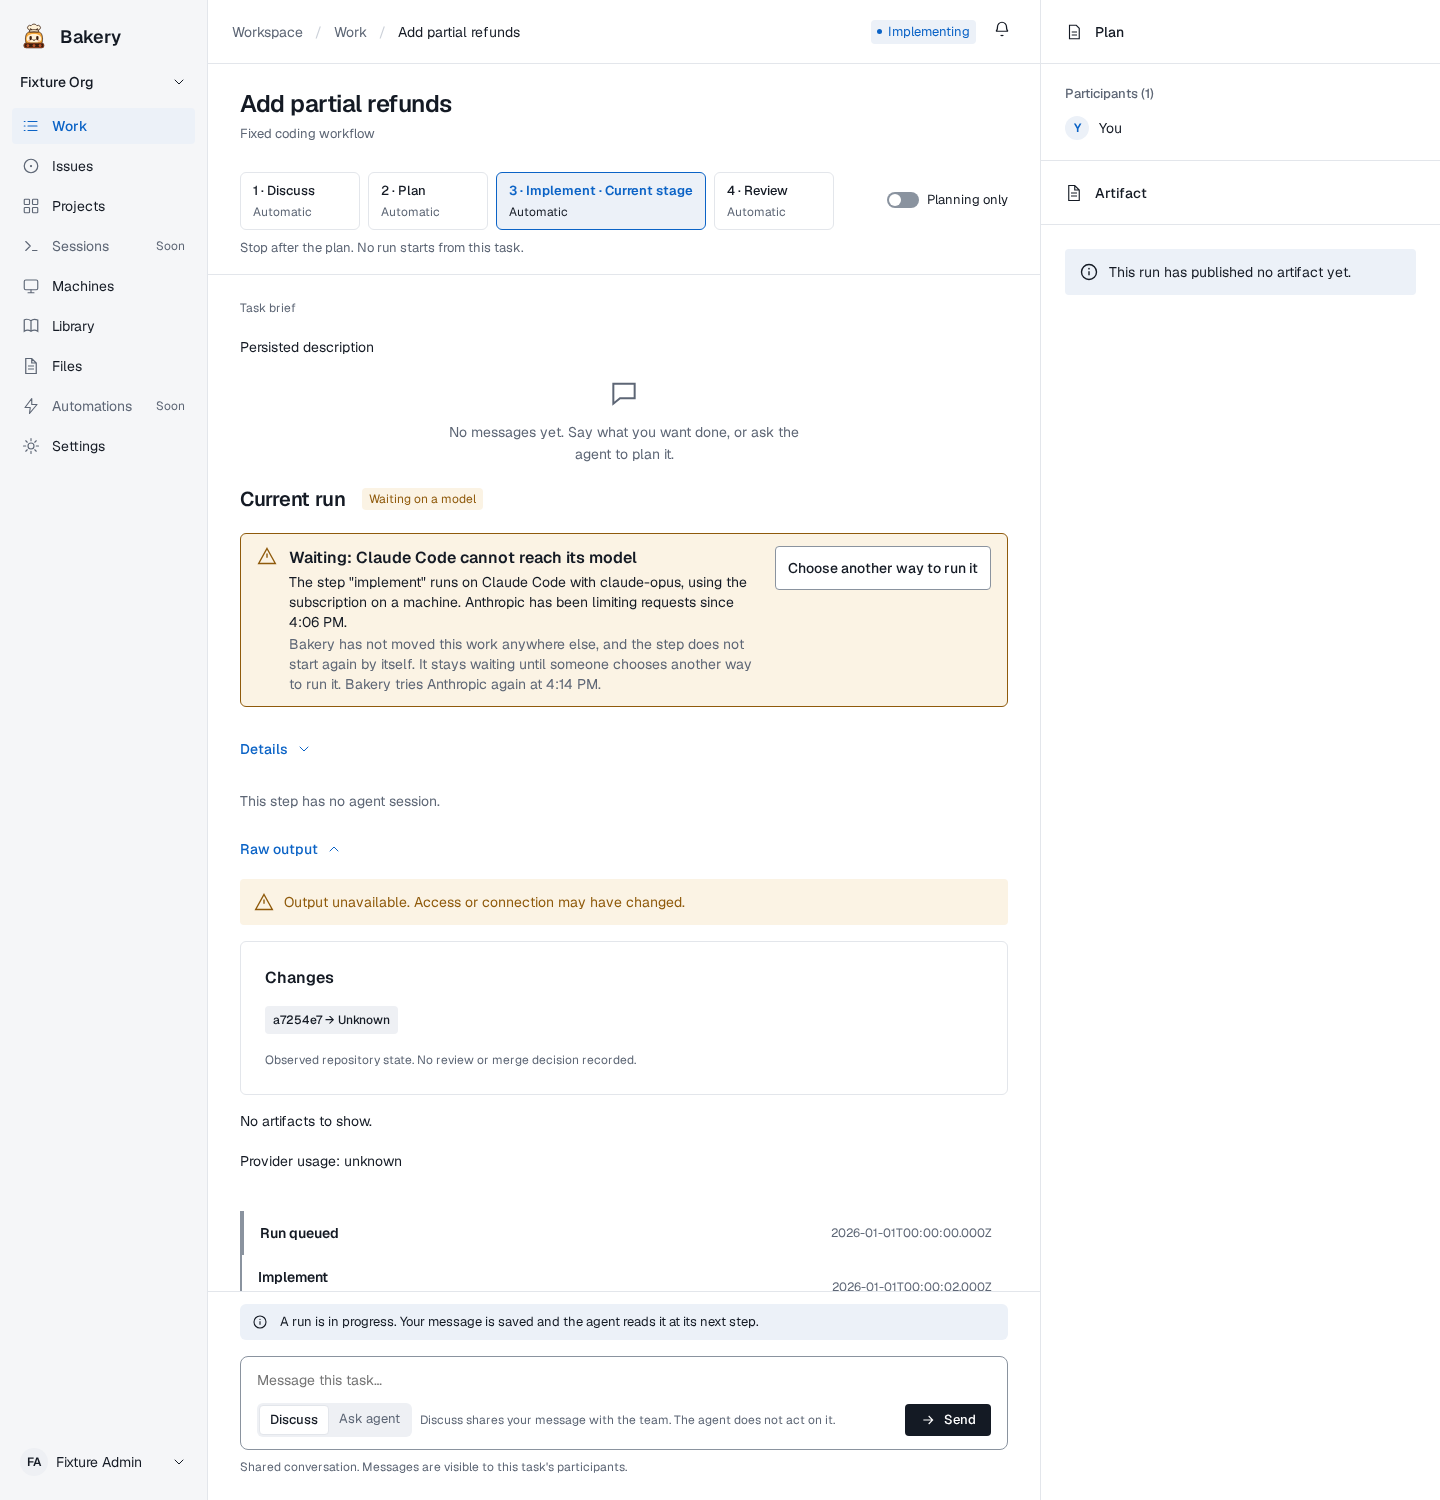 Bakery
Fixture Org
Work
Issues
Projects
Sessions Soon
Machines
Library
Files
Automations Soon
Settings
FA Fixture Admin
Workspace / Work / Add partial refunds
Implementing
Add partial refunds
Fixed coding workflow
1 · Discuss
Automatic
2 · Plan
Automatic
3 · Implement · Current stage
Automatic
4 · Review
Automatic
Planning only
Stop after the plan. No run starts from this task.
Task brief
Persisted description
No messages yet. Say what you want done, or ask the
agent to plan it.
Current run
Waiting on a model
Waiting: Claude Code cannot reach its model
The step "implement" runs on Claude Code with claude-opus, using the
subscription on a machine. Anthropic has been limiting requests since
4:06 PM.
Bakery has not moved this work anywhere else, and the step does not
start again by itself. It stays waiting until someone chooses another way
to run it. Bakery tries Anthropic again at 4:14 PM.
Choose another way to run it
Details
This step has no agent session.
Raw output
Output unavailable. Access or connection may have changed.
Changes
a7254e7 → Unknown
Observed repository state. No review or merge decision recorded.
No artifacts to show.
Provider usage: unknown
Run queued 2026-01-01T00:00:00.000Z
Implement
2026-01-01T00:00:02.000Z
A run is in progress. Your message is saved and the agent reads it at its next step.
Message this task...
Discuss Ask agent Discuss shares your message with the team. The agent does not act on it.
→ Send
Shared conversation. Messages are visible to this task's participants.
Plan
Participants (1)
Y You
Artifact
This run has published no artifact yet.